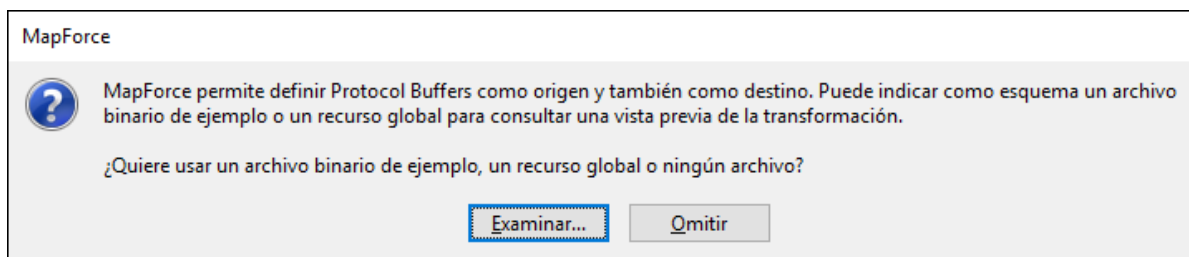 MapForce
MapForce permite definir Protocol Buffers como origen y también como destino. Puede indicar como esquema un archivo
binario de ejemplo o un recurso global para consultar una vista previa de la transformación.
¿Quiere usar un archivo binario de ejemplo, un recurso global o ningún archivo?
Examinar... Omitir